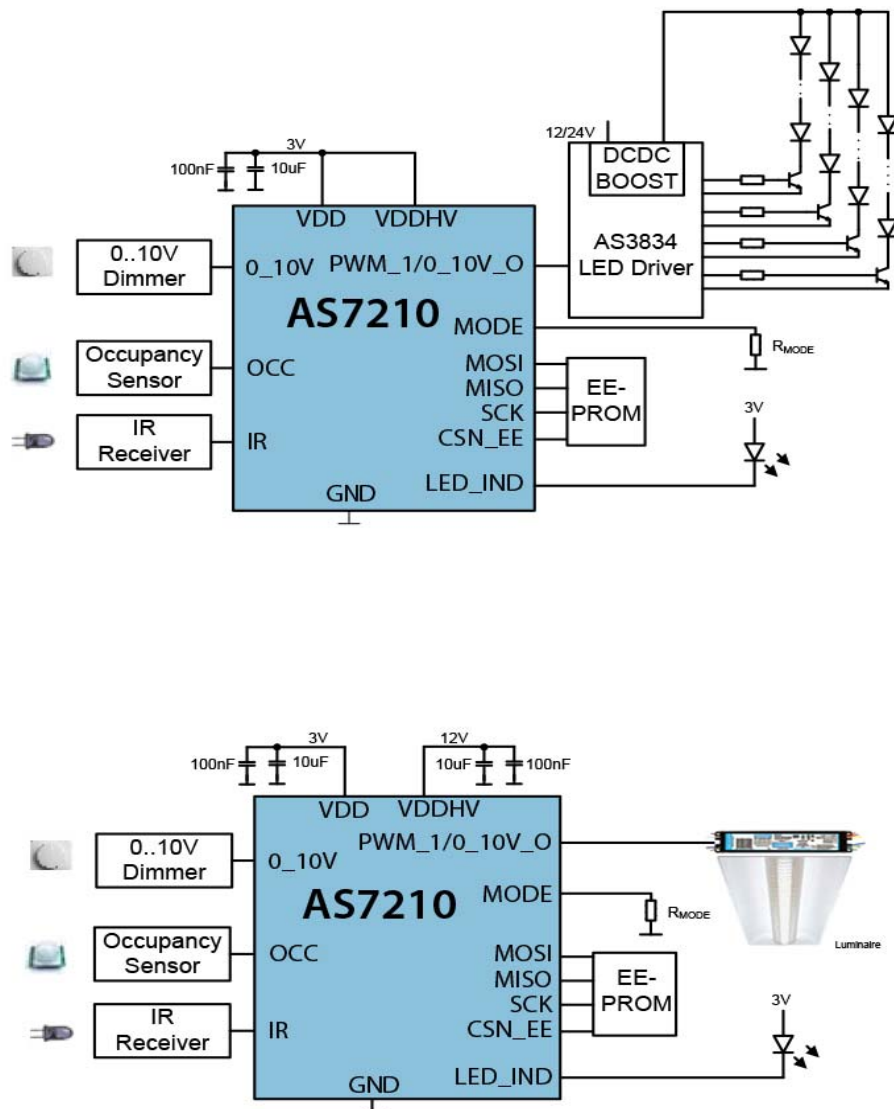 12/24V
DCDC
BOOST
3V
100nF
10uF
VDD
VDDHV
0..10V
Dimmer
0_10V
PWM_1/0_10V_O
AS3834
LED Driver
AS7210
MODE
R_MODE
Occupancy
Sensor
OCC
MOSI
MISO
SCK
CSN_EE
EE-
PROM
IR
Receiver
IR
3V
LED_IND
GND
3V
12V
100nF
10uF
10uF
100nF
VDD
VDDHV
0..10V
Dimmer
0_10V
PWM_1/0_10V_O
AS7210
MODE
R_MODE
Luminaire
Occupancy
Sensor
OCC
MOSI
MISO
SCK
CSN_EE
EE-
PROM
IR
Receiver
IR
3V
LED_IND
GND